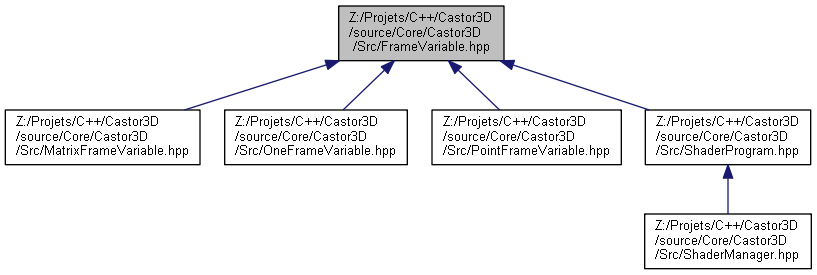 Z:/Projets/C++/Castor3D
/source/Core/Castor3D
/Src/FrameVariable.hpp
Z:/Projets/C++/Castor3D
/source/Core/Castor3D
/Src/MatrixFrameVariable.hpp
Z:/Projets/C++/Castor3D
/source/Core/Castor3D
/Src/OneFrameVariable.hpp
Z:/Projets/C++/Castor3D
/source/Core/Castor3D
/Src/PointFrameVariable.hpp
Z:/Projets/C++/Castor3D
/source/Core/Castor3D
/Src/ShaderProgram.hpp
Z:/Projets/C++/Castor3D
/source/Core/Castor3D
/Src/ShaderManager.hpp